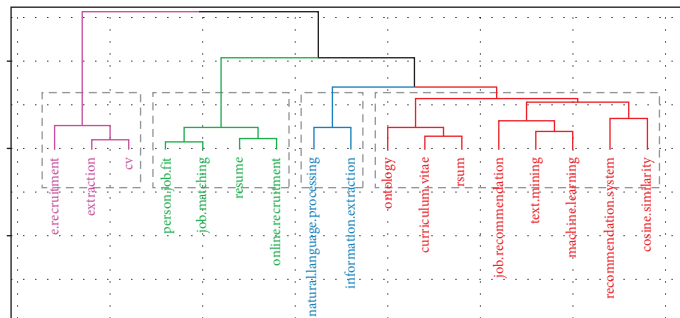 e.recruitment
extraction
cv
person.job.fit
job.matching
resume
online.recruitment
natural.language.processing
information.extraction
ontology
curriculum.vitae
rsum
job.recommendation
text.mining
machine.learning
recommendation.system
cosine.similarity